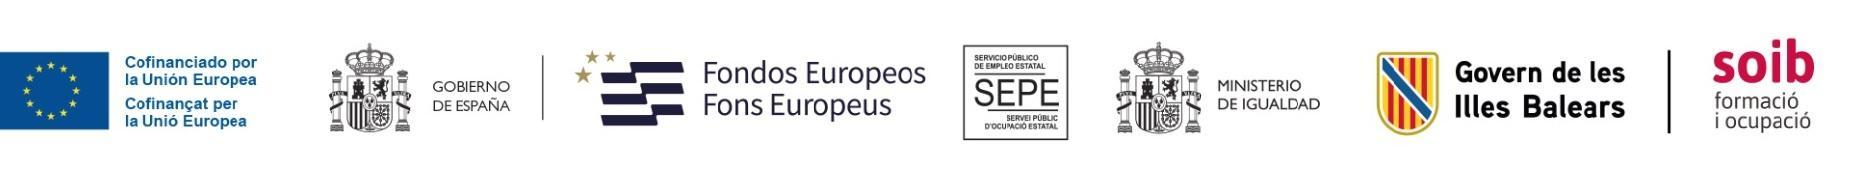 Cofinanciado por
la Unión Europea
Cofinançat per
la Unió Europea
GOBIERNO
DE ESPAÑA
Fondos Europeos
Fons Europeus
SERVICIO PÚBLICO
DE EMPLEO ESTATAL
SEPE
SERVEI PÚBLIC
D'OCUPACIÓ ESTATAL
MINISTERIO
DE IGUALDAD
Govern de les
Illes Balears
soib
formació
i ocupació